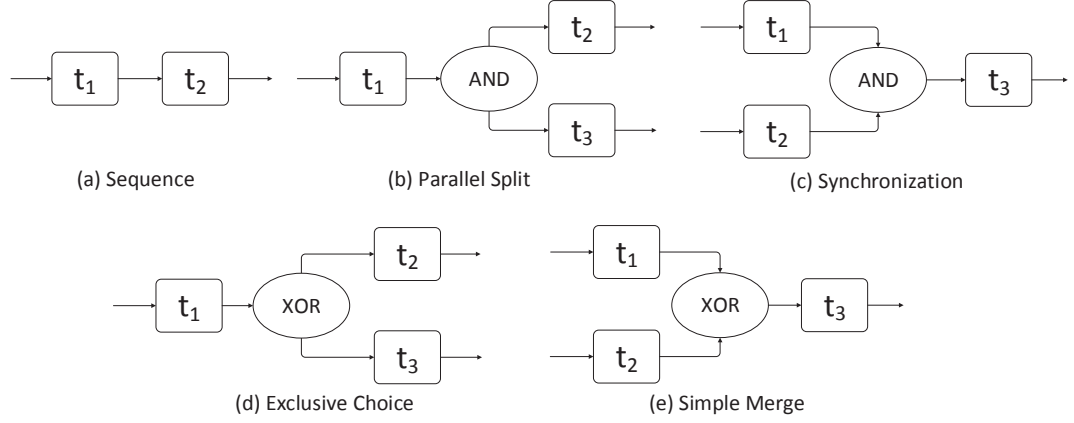 t1
t2
(a) Sequence
t1
AND
t2
t3
(b) Parallel Split
t1
t2
AND
t3
(c) Synchronization
t1
XOR
t2
t3
(d) Exclusive Choice
t1
t2
XOR
t3
(e) Simple Merge